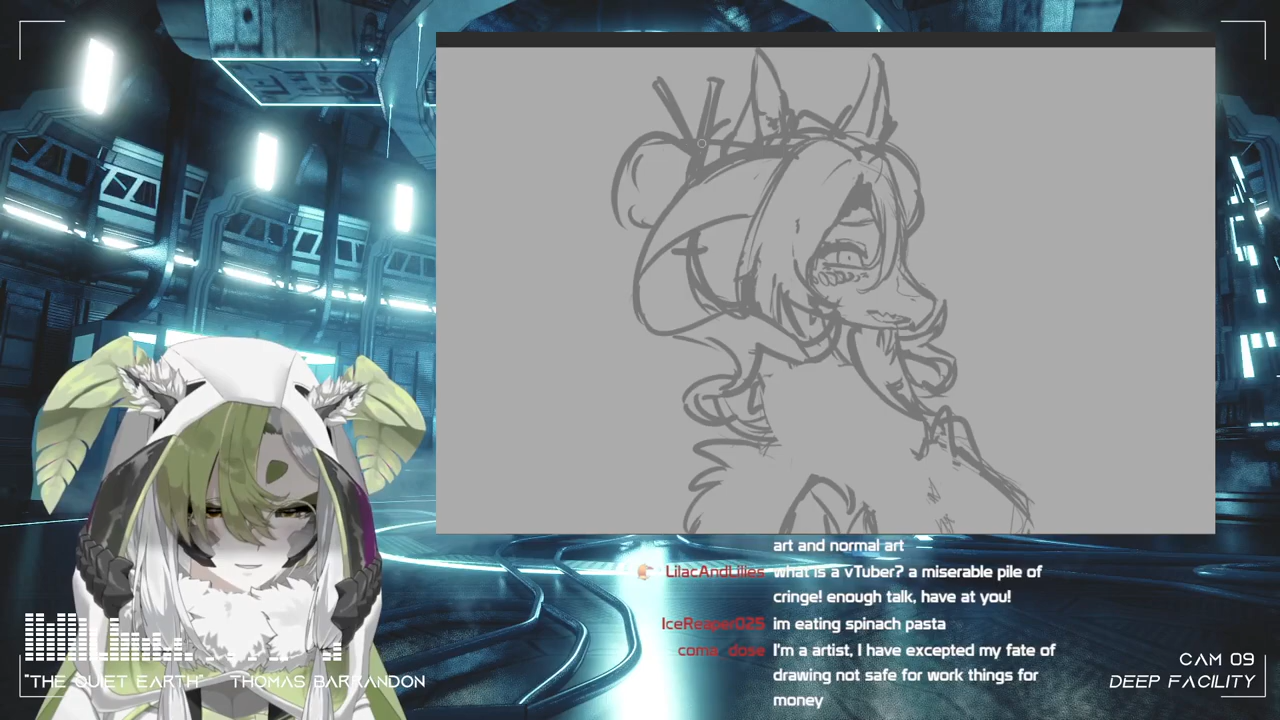 art and normal art
LilacAndLilies what is a vTuber? a miserable pile of
cringe! enough talk, have at you!
IceReaper025 im eating spinach pasta
coma_dose I'm a artist, I have excepted my fate of
drawing not safe for work things for
money
"THE QUIET EARTH" - THOMAS BARRANDON
CAM 09
DEEP FACILITY